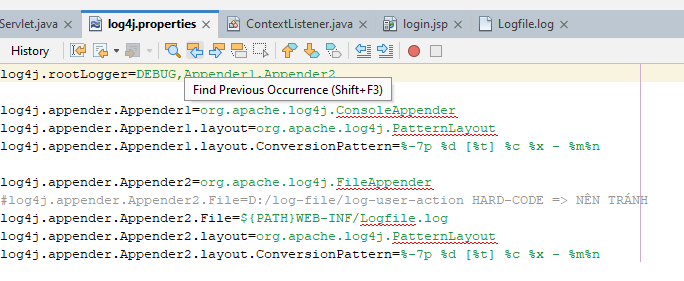 Servlet.java log4j.properties ContextListener.java login.jsp Logfile.log
History
log4j.rootLogger=DEBUG,Appender1,Appender2
Find Previous Occurrence (Shift+F3)
log4j.appender.Appender1=org.apache.log4j.ConsoleAppender
log4j.appender.Appender1.layout=org.apache.log4j.PatternLayout
log4j.appender.Appender1.layout.ConversionPattern=%-7p %d [%t] %c %x - %m%n
log4j.appender.Appender2=org.apache.log4j.FileAppender
#log4j.appender.Appender2.File=D:/log-file/log-user-action HARD-CODE => NÊN TRÁNH
log4j.appender.Appender2.File=${PATH}WEB-INF/Logfile.log
log4j.appender.Appender2.layout=org.apache.log4j.PatternLayout
log4j.appender.Appender2.layout.ConversionPattern=%-7p %d [%t] %c %x - %m%n